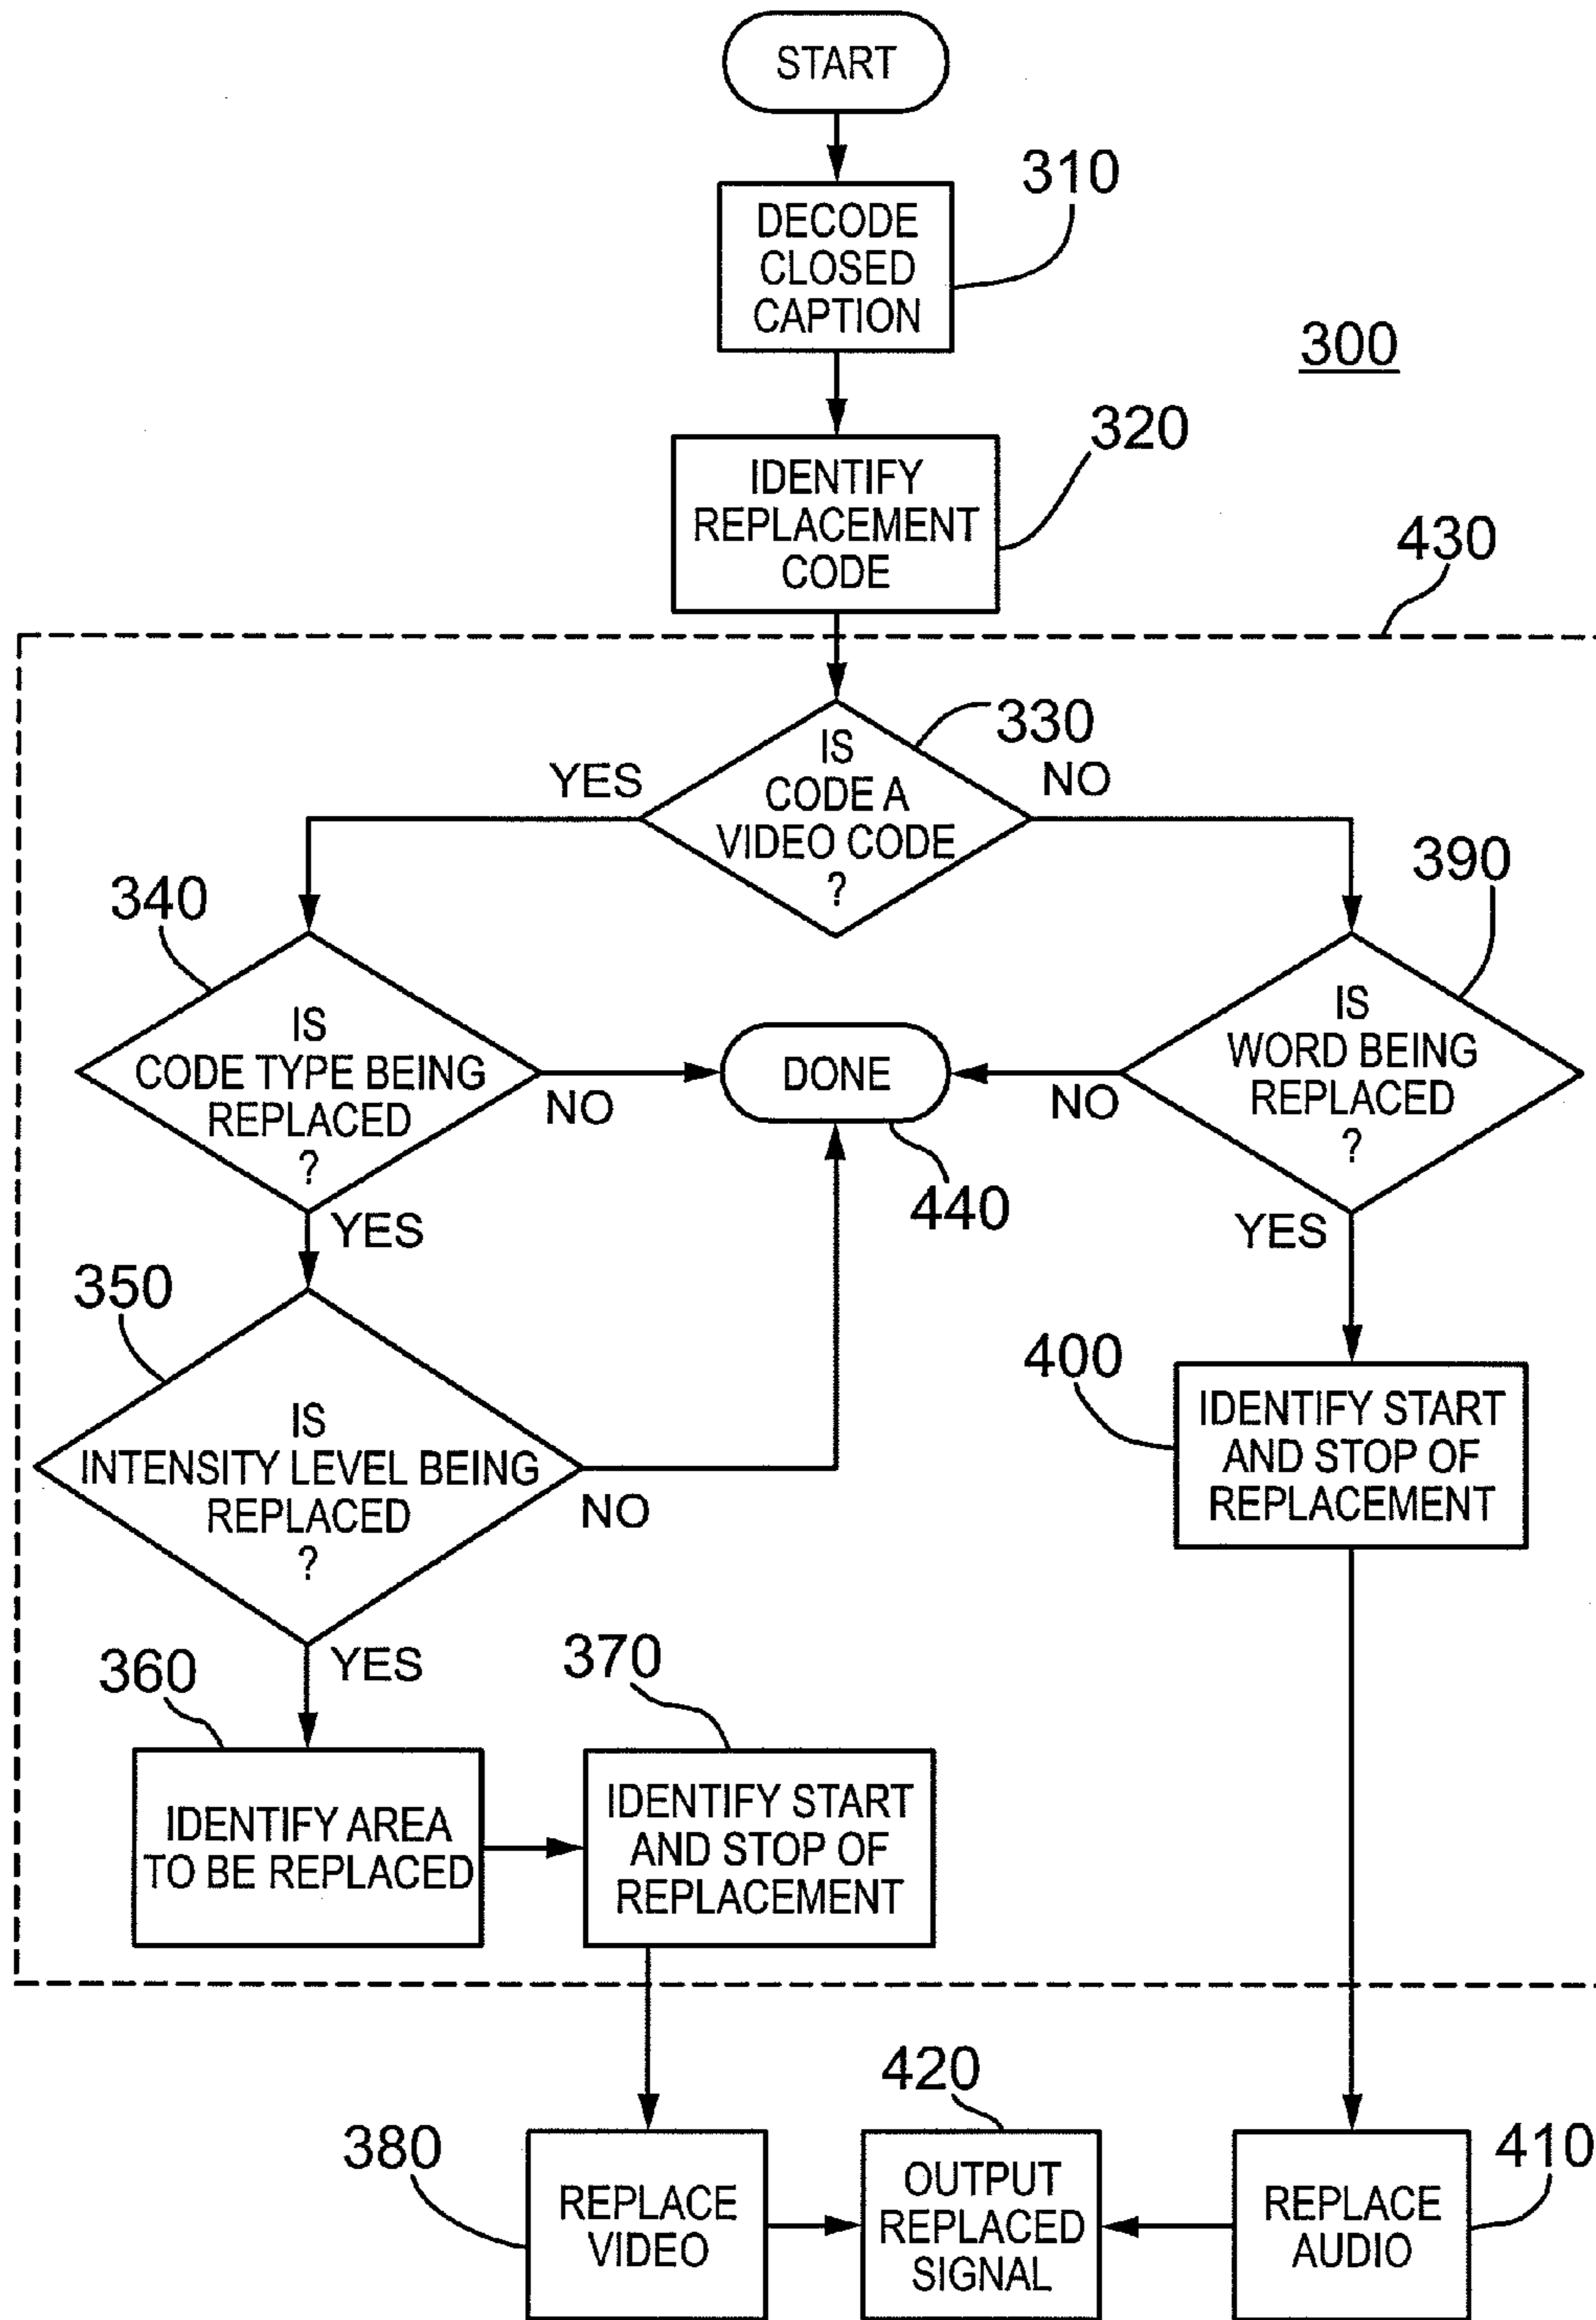 START
310
DECODE
CLOSED
CAPTION
300
320
IDENTIFY
REPLACEMENT
CODE
430
330
IS
CODE A
VIDEO CODE
?
YES
NO
340
390
IS
CODE TYPE BEING
REPLACED
?
NO
DONE
440
IS
WORD BEING
REPLACED
?
NO
YES
YES
350
IS
INTENSITY LEVEL BEING
REPLACED
?
NO
400
IDENTIFY START
AND STOP OF
REPLACEMENT
YES
360
IDENTIFY AREA
TO BE REPLACED
370
IDENTIFY START
AND STOP OF
REPLACEMENT
380
REPLACE
VIDEO
420
OUTPUT
REPLACED
SIGNAL
410
REPLACE
AUDIO